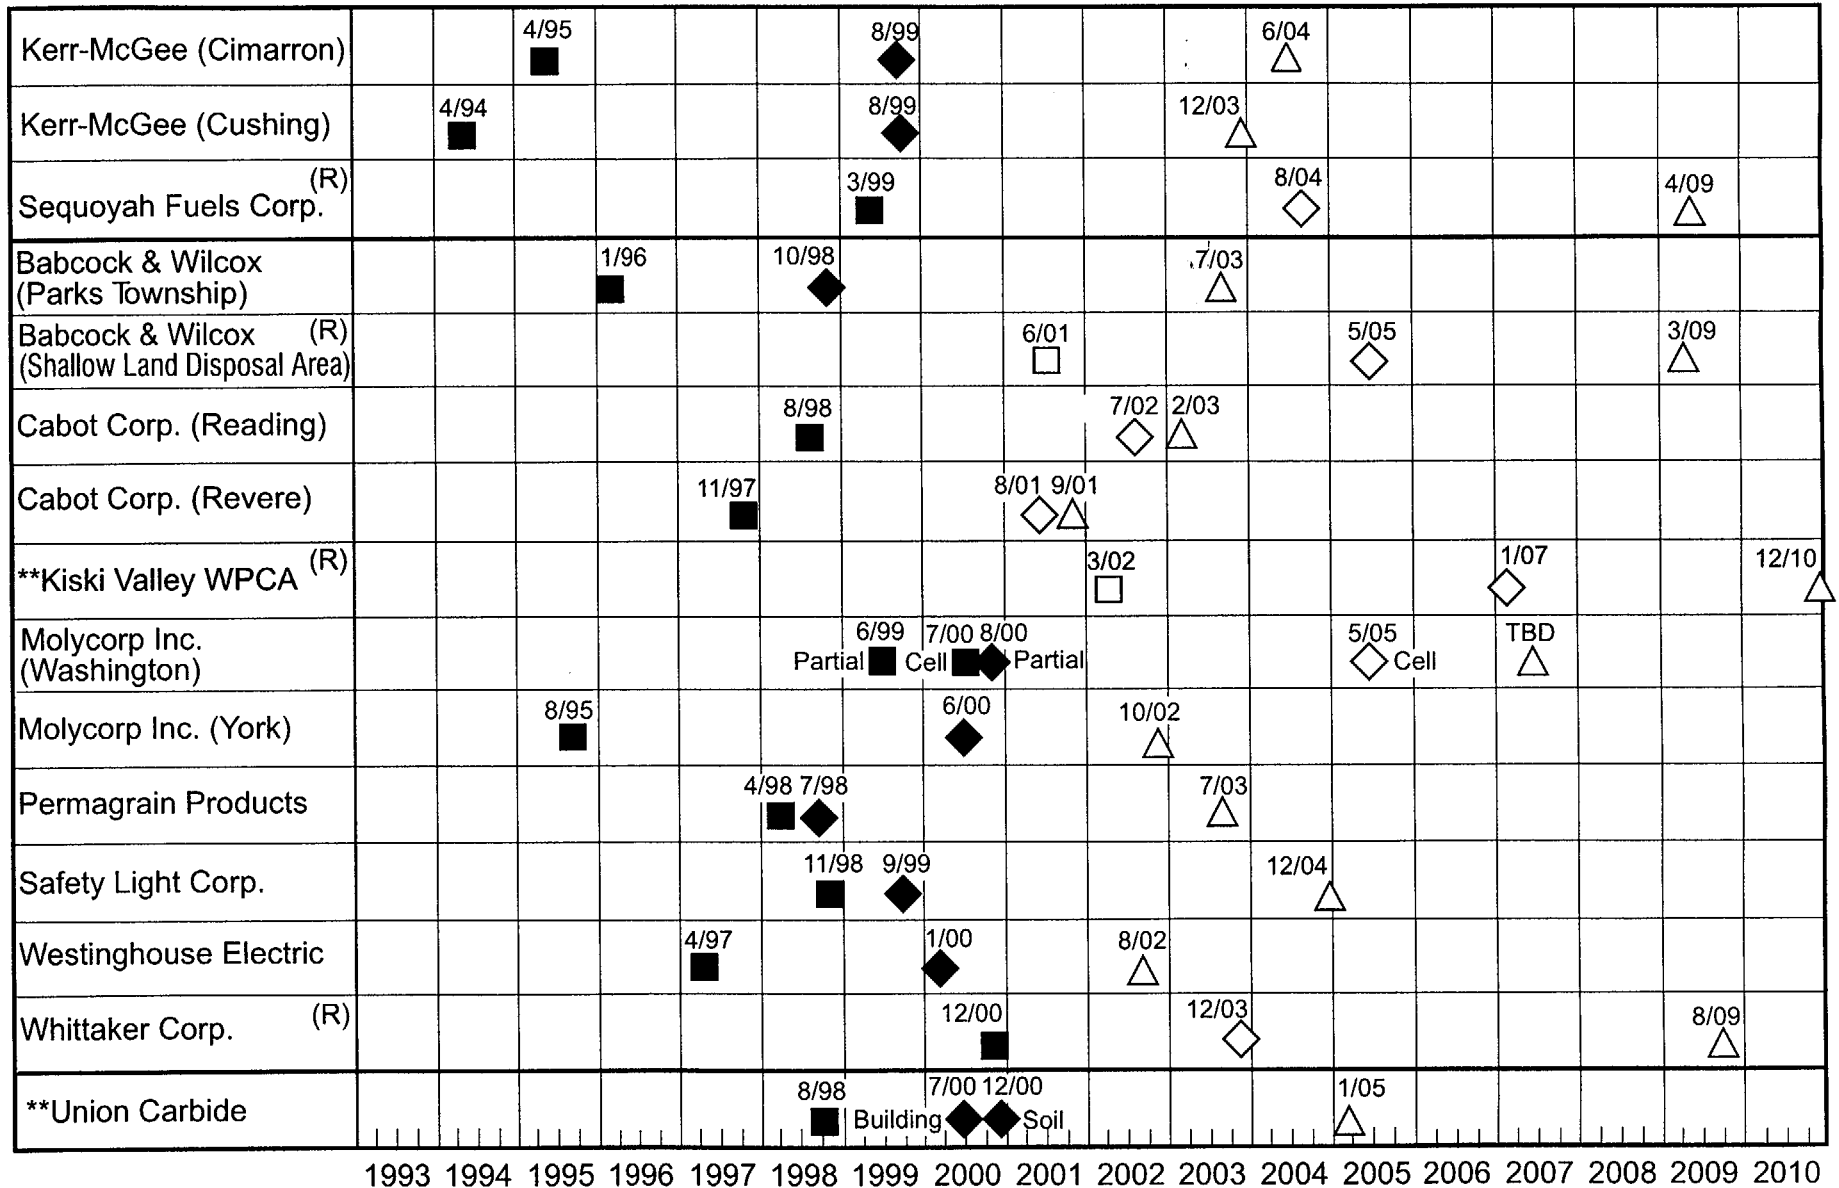 4/95 8/99 6/04
Kerr-McGee (Cimarron)
4/94 8/99 12/03
Kerr-McGee (Cushing)
(R) 3/99 8/04 4/09
Sequoyah Fuels Corp.
Babcock & Wilcox 1/96 10/98 7/03
(Parks Township)
Babcock & Wilcox (R) 6/01 5/05 3/09
(Shallow Land Disposal Area)
8/98 7/02 2/03
Cabot Corp. (Reading)
11/97 8/01 9/01
Cabot Corp. (Revere)
(R) 3/02 1/07 12/10
**Kiski Valley WPCA
Molycorp Inc. 6/99 7/00 8/00 5/05 TBD
(Washington) Partial Cell Partial Cell
8/95 6/00 10/02
Molycorp Inc. (York)
4/98 7/98 7/03
Permagrain Products
11/98 9/99 12/04
Safety Light Corp.
4/97 1/00 8/02
Westinghouse Electric
(R) 12/00 12/03 8/09
Whittaker Corp.
8/98 7/00 12/00 1/05
**Union Carbide Building Soil
1993 1994 1995 1996 1997 1998 1999 2000 2001 2002 2003 2004 2005 2006 2007 2008 2009 2010